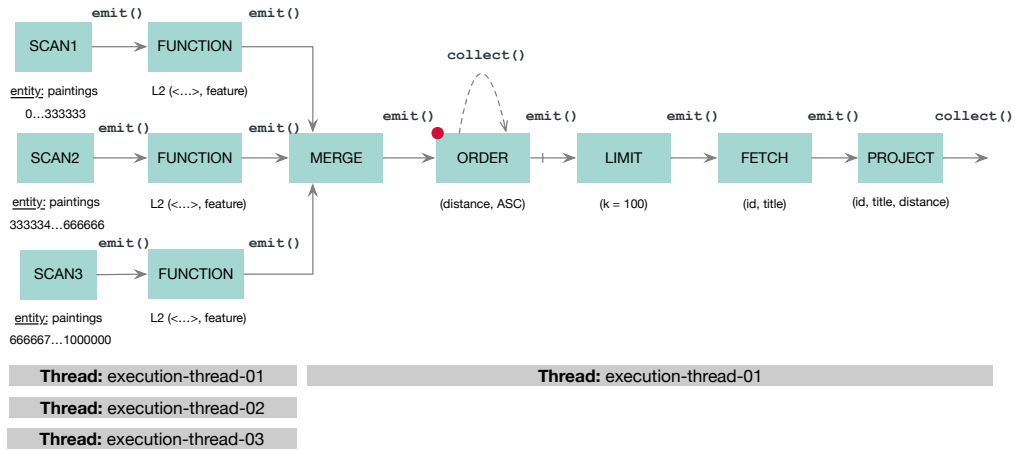 emit()
emit()
SCAN1
FUNCTION
entity: paintings
0...333333
L2 (<...>, feature)
emit()
emit()
SCAN2
FUNCTION
entity: paintings
333334...666666
L2 (<...>, feature)
emit()
emit()
SCAN3
FUNCTION
entity: paintings
666667...1000000
L2 (<...>, feature)
MERGE
emit()
collect()
ORDER
(distance, ASC)
emit()
LIMIT
(k = 100)
emit()
FETCH
(id, title)
emit()
PROJECT
(id, title, distance)
collect()
Thread: execution-thread-01
Thread: execution-thread-01
Thread: execution-thread-02
Thread: execution-thread-03